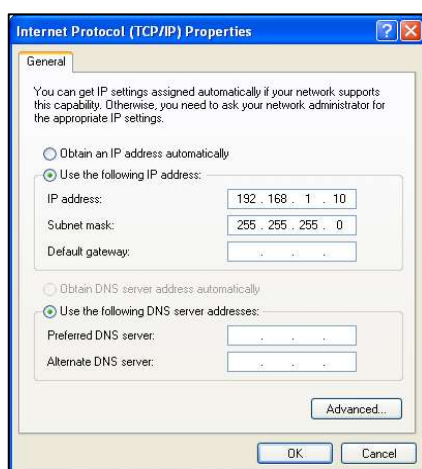 Internet Protocol (TCP/IP) Properties
General
You can get IP settings assigned automatically if your network supports
this capability. Otherwise, you need to ask your network administrator for
the appropriate IP settings.
Obtain an IP address automatically
Use the following IP address:
IP address: 192 . 168 . 1 . 10
Subnet mask: 255 . 255 . 255 . 0
Default gateway: . . .
Obtain DNS server address automatically
Use the following DNS server addresses:
Preferred DNS server: . . .
Alternate DNS server: . . .
Advanced...
OK Cancel